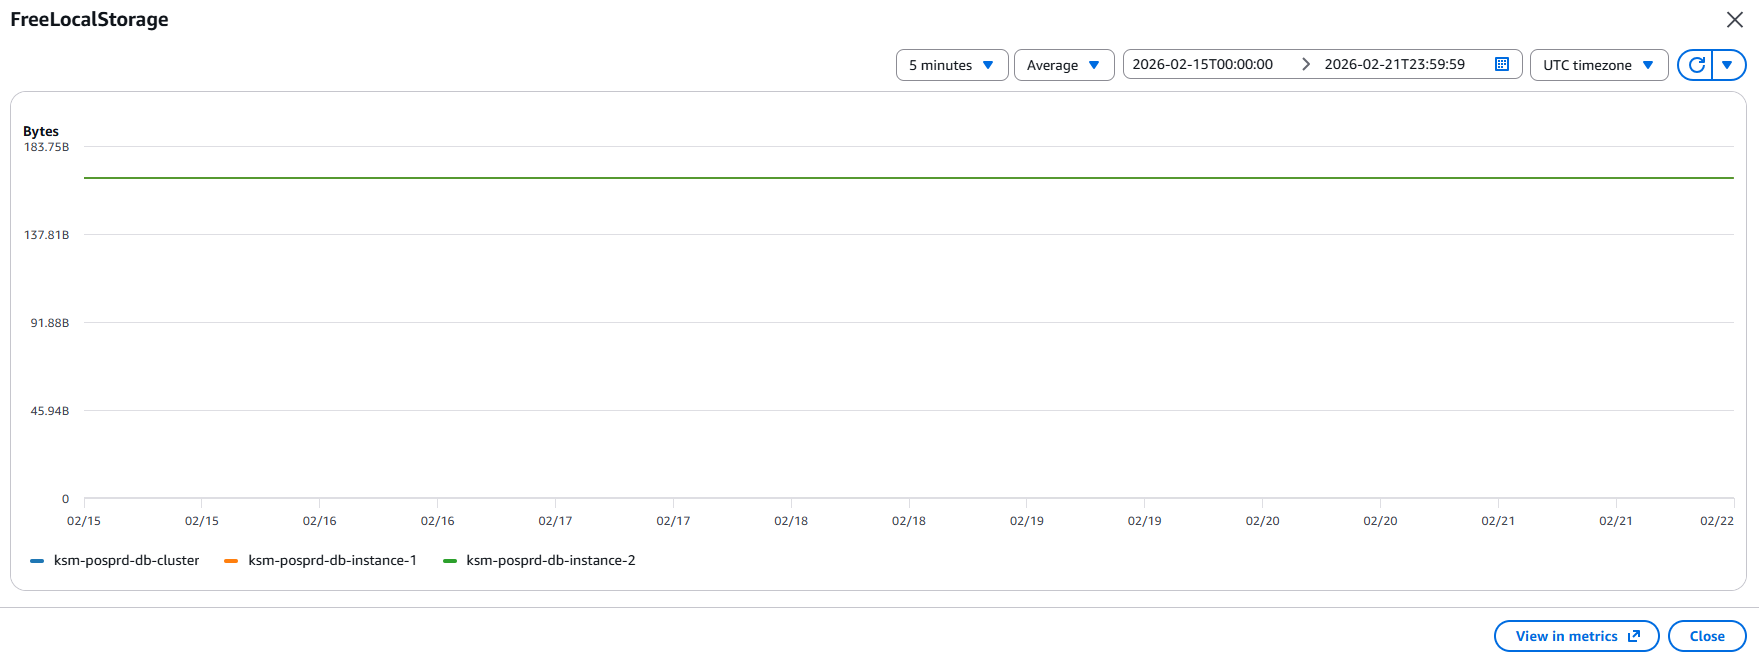 FreeLocalStorage
5 minutes Average 2026-02-15T00:00:00 2026-02-21T23:59:59 UTC timezone
Bytes
183.75B
137.81B
91.88B
45.94B
0
02/15 02/15 02/16 02/16 02/17 02/17 02/18 02/18 02/19 02/19 02/20 02/20 02/21 02/21 02/22
ksm-posprd-db-cluster ksm-posprd-db-instance-1 ksm-posprd-db-instance-2
View in metrics Close